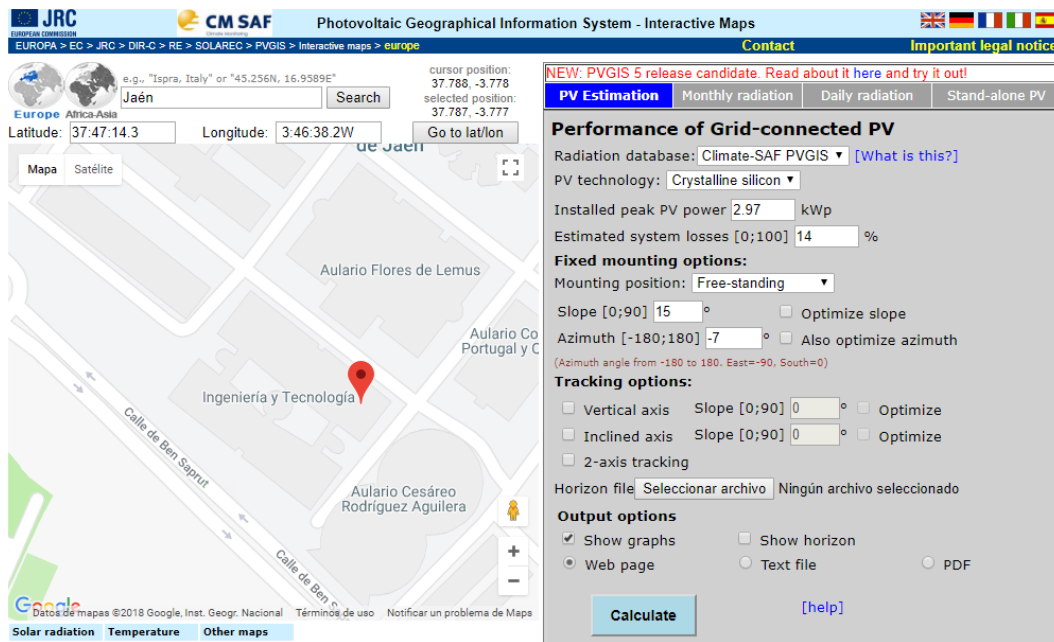 JRC
EUROPEAN COMMISSION
CM SAF
Climate Monitoring
Photovoltaic Geographical Information System - Interactive Maps
EUROPA > EC > JRC > DIR-C > RE > SOLAREC > PVGIS > Interactive maps > europe
Contact
Important legal notice
Europe
Africa-Asia
e.g., "Ispra, Italy" or "45.256N, 16.9589E"
Jaén
Search
cursor position:
37.788, -3.778
selected position:
37.787, -3.777
Latitude: 37:47:14.3
Longitude: 3:46:38.2W
Go to lat/lon
de Jaén
Mapa
Satélite
Aulario Flores de Lemus
Aulario Co
Portugal y C
Ingeniería y Tecnología
Calle de Ben Saprut
Aulario Cesáreo
Rodríguez Aguilera
Calle de Ben S
+
−
Google
Datos de mapas ©2018 Google, Inst. Geogr. Nacional
Términos de uso
Notificar un problema de Maps
Solar radiation
Temperature
Other maps
NEW: PVGIS 5 release candidate. Read about it here and try it out!
PV Estimation
Monthly radiation
Daily radiation
Stand-alone PV
Performance of Grid-connected PV
Radiation database: Climate-SAF PVGIS [What is this?]
PV technology: Crystalline silicon
Installed peak PV power 2.97 kWp
Estimated system losses [0;100] 14 %
Fixed mounting options:
Mounting position: Free-standing
Slope [0;90] 15 º Optimize slope
Azimuth [-180;180] -7 º Also optimize azimuth
(Azimuth angle from -180 to 180. East=-90, South=0)
Tracking options:
Vertical axis Slope [0;90] 0 º Optimize
Inclined axis Slope [0;90] 0 º Optimize
2-axis tracking
Horizon file Seleccionar archivo Ningún archivo seleccionado
Output options
Show graphs Show horizon
Web page Text file PDF
Calculate
[help]